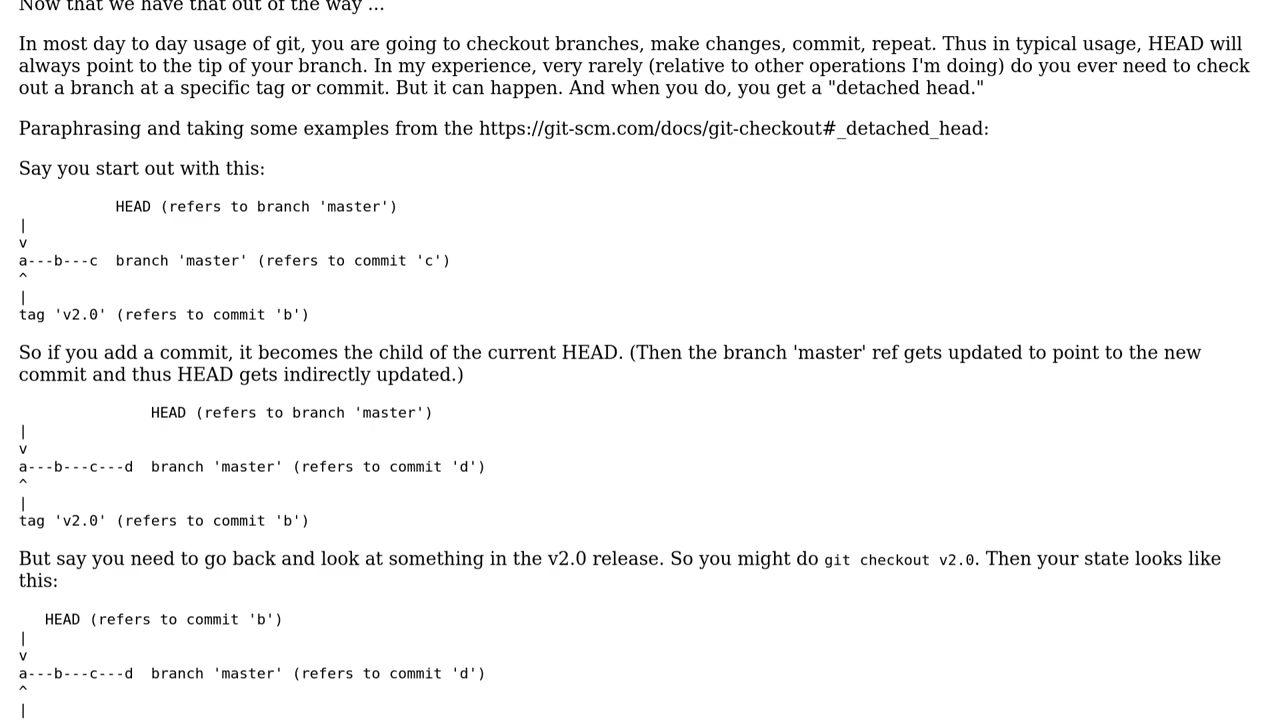 Now that we have that out of the way ...
In most day to day usage of git, you are going to checkout branches, make changes, commit, repeat. Thus in typical usage, HEAD will
always point to the tip of your branch. In my experience, very rarely (relative to other operations I'm doing) do you ever need to check
out a branch at a specific tag or commit. But it can happen. And when you do, you get a "detached head."
Paraphrasing and taking some examples from the https://git-scm.com/docs/git-checkout#_detached_head:
Say you start out with this:
           HEAD (refers to branch 'master')
|
v
a---b---c  branch 'master' (refers to commit 'c')
^
|
tag 'v2.0' (refers to commit 'b')
So if you add a commit, it becomes the child of the current HEAD. (Then the branch 'master' ref gets updated to point to the new
commit and thus HEAD gets indirectly updated.)
               HEAD (refers to branch 'master')
|
v
a---b---c---d  branch 'master' (refers to commit 'd')
^
|
tag 'v2.0' (refers to commit 'b')
But say you need to go back and look at something in the v2.0 release. So you might do git checkout v2.0. Then your state looks like
this:
   HEAD (refers to commit 'b')
|
v
a---b---c---d  branch 'master' (refers to commit 'd')
^
|